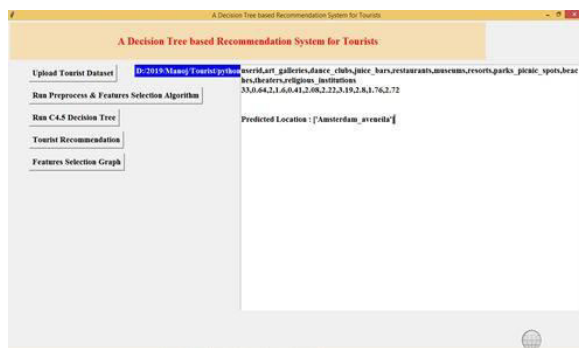 A Decision Tree based Recommendation System for Tourists
A Decision Tree based Recommendation System for Tourists
Upload Tourist Dataset
D:/2019/Manoj/Tourist/python
userid,art_galleries,dance_clubs,juice_bars,restaurants,museums,resorts,parks_picnic_spots,beac
hes,theaters,religious_institutions
33,0.64,2,1.6,0.41,2.08,2.22,3.19,2.8,1.76,2.72
Run Preprocess & Features Selection Algorithm
Run C4.5 Decision Tree
Predicted Location : ['Amsterdam_aveneila']
Tourist Recommendation
Features Selection Graph